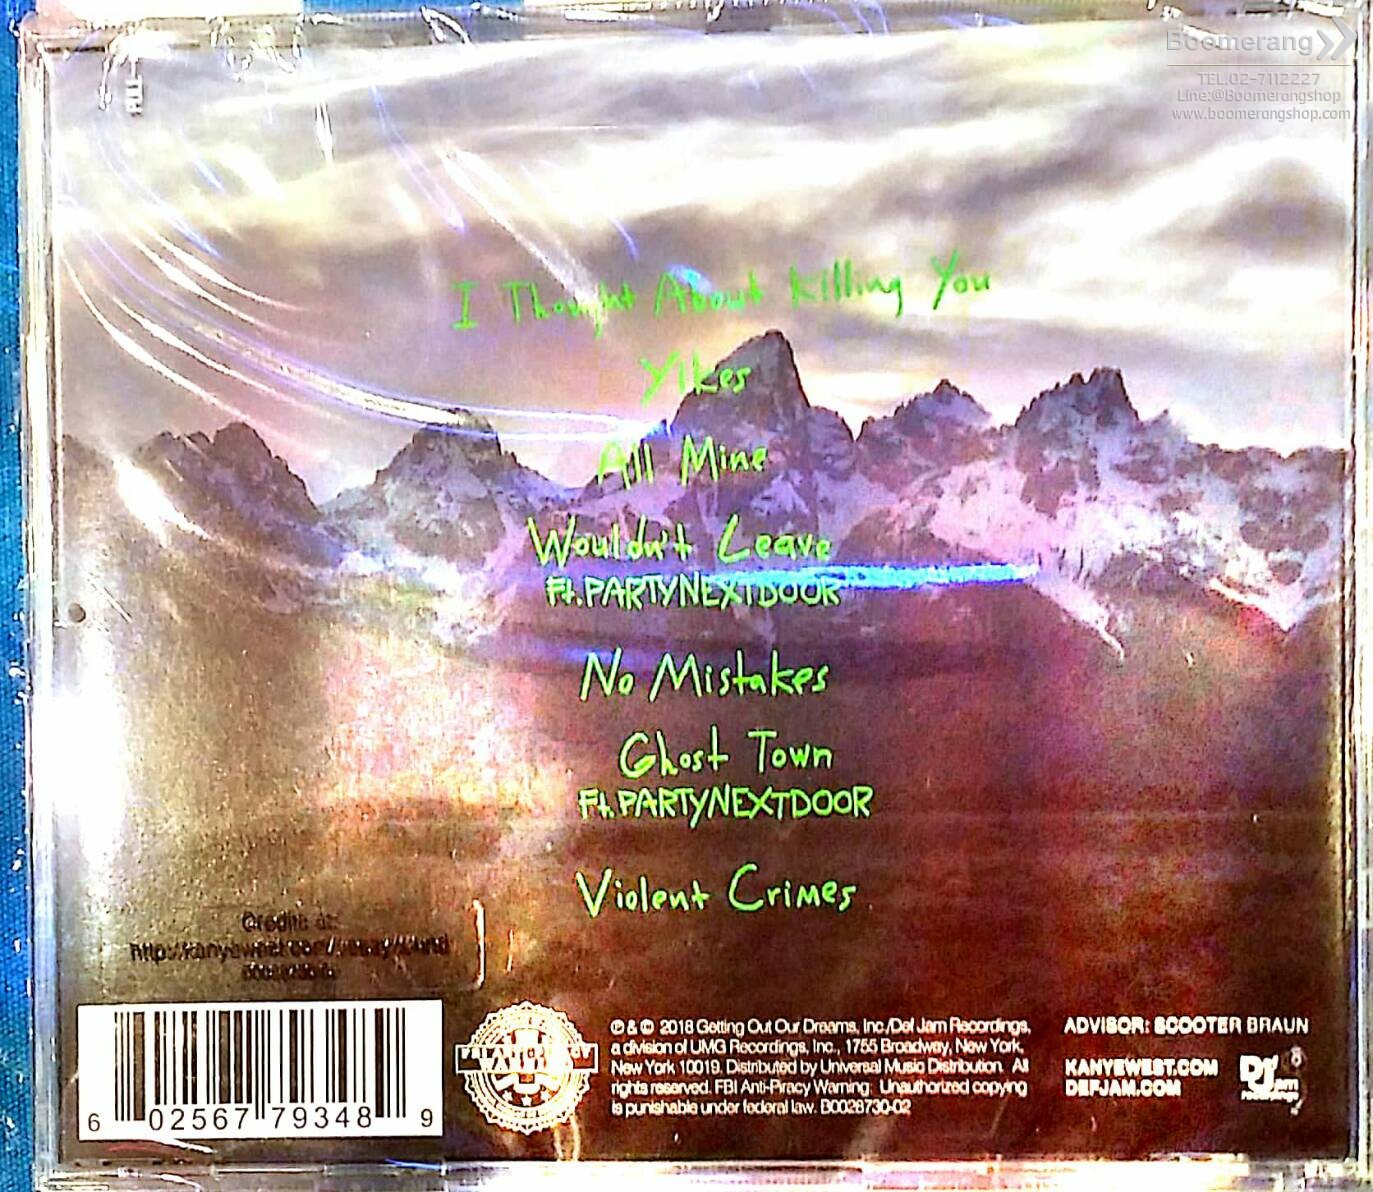 Boomerang
TEL.02-7112227
Line:@Boomerangshop
www.boomerangshop.com
I Thought About Killing You
Yikes
All Mine
Wouldn't Leave
Ft.PARTYNEXTDOOR
No Mistakes
Ghost Town
Ft.PARTYNEXTDOOR
Violent Crimes
Credits at:
6 02567 79348 9
℗ & © 2018 Getting Out Our Dreams, Inc./Def Jam Recordings,
a division of UMG Recordings, Inc., 1755 Broadway, New York,
New York 10019. Distributed by Universal Music Distribution. All
rights reserved. FBI Anti-Piracy Warning: Unauthorized copying
is punishable under federal law. B0028730-02
ADVISOR: SCOOTER BRAUN
KANYEWEST.COM
DEFJAM.COM
Def Jam
recordings